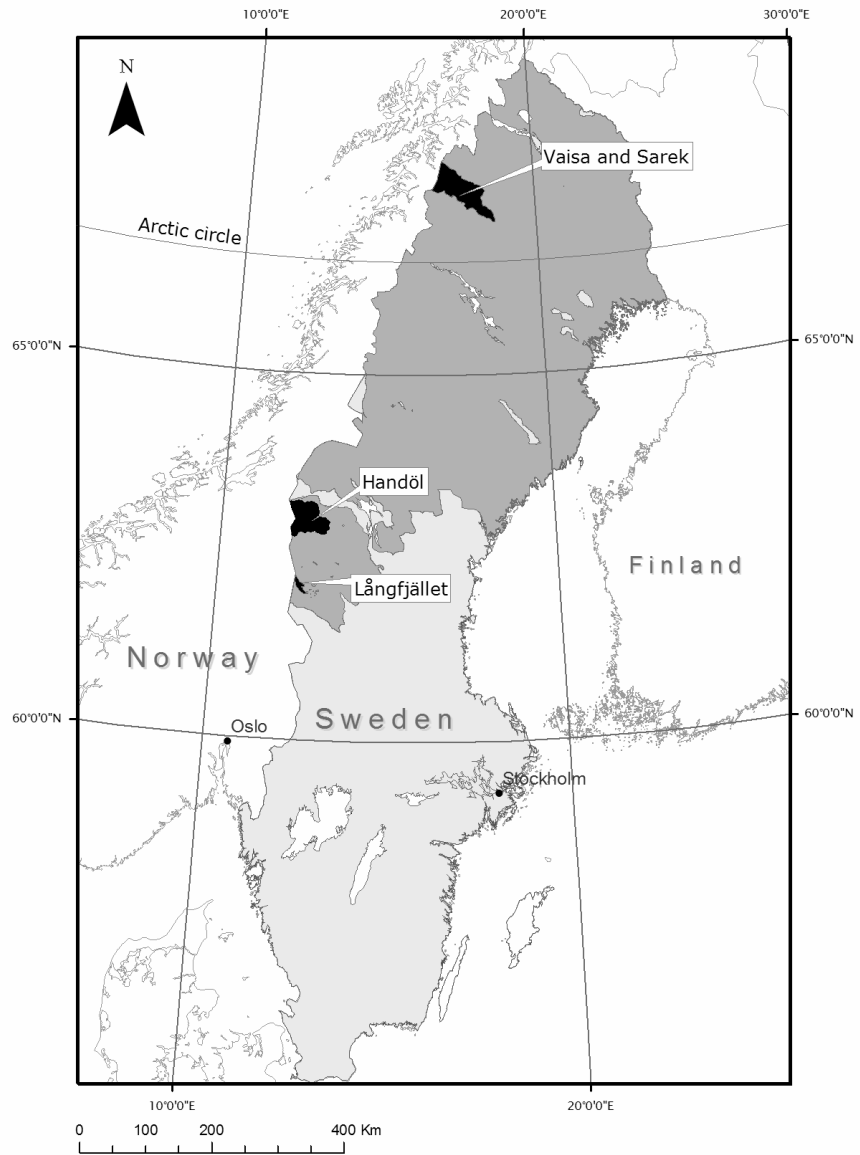 10°0'0"E 20°0'0"E 30°0'0"E
N
Vaisa and Sarek
Arctic circle
65°0'0"N 65°0'0"N
Handöl
Finland
Långfjället
Norway
60°0'0"N Sweden 60°0'0"N
Oslo
Stockholm
10°0'0"E 20°0'0"E
0 100 200 400 Km